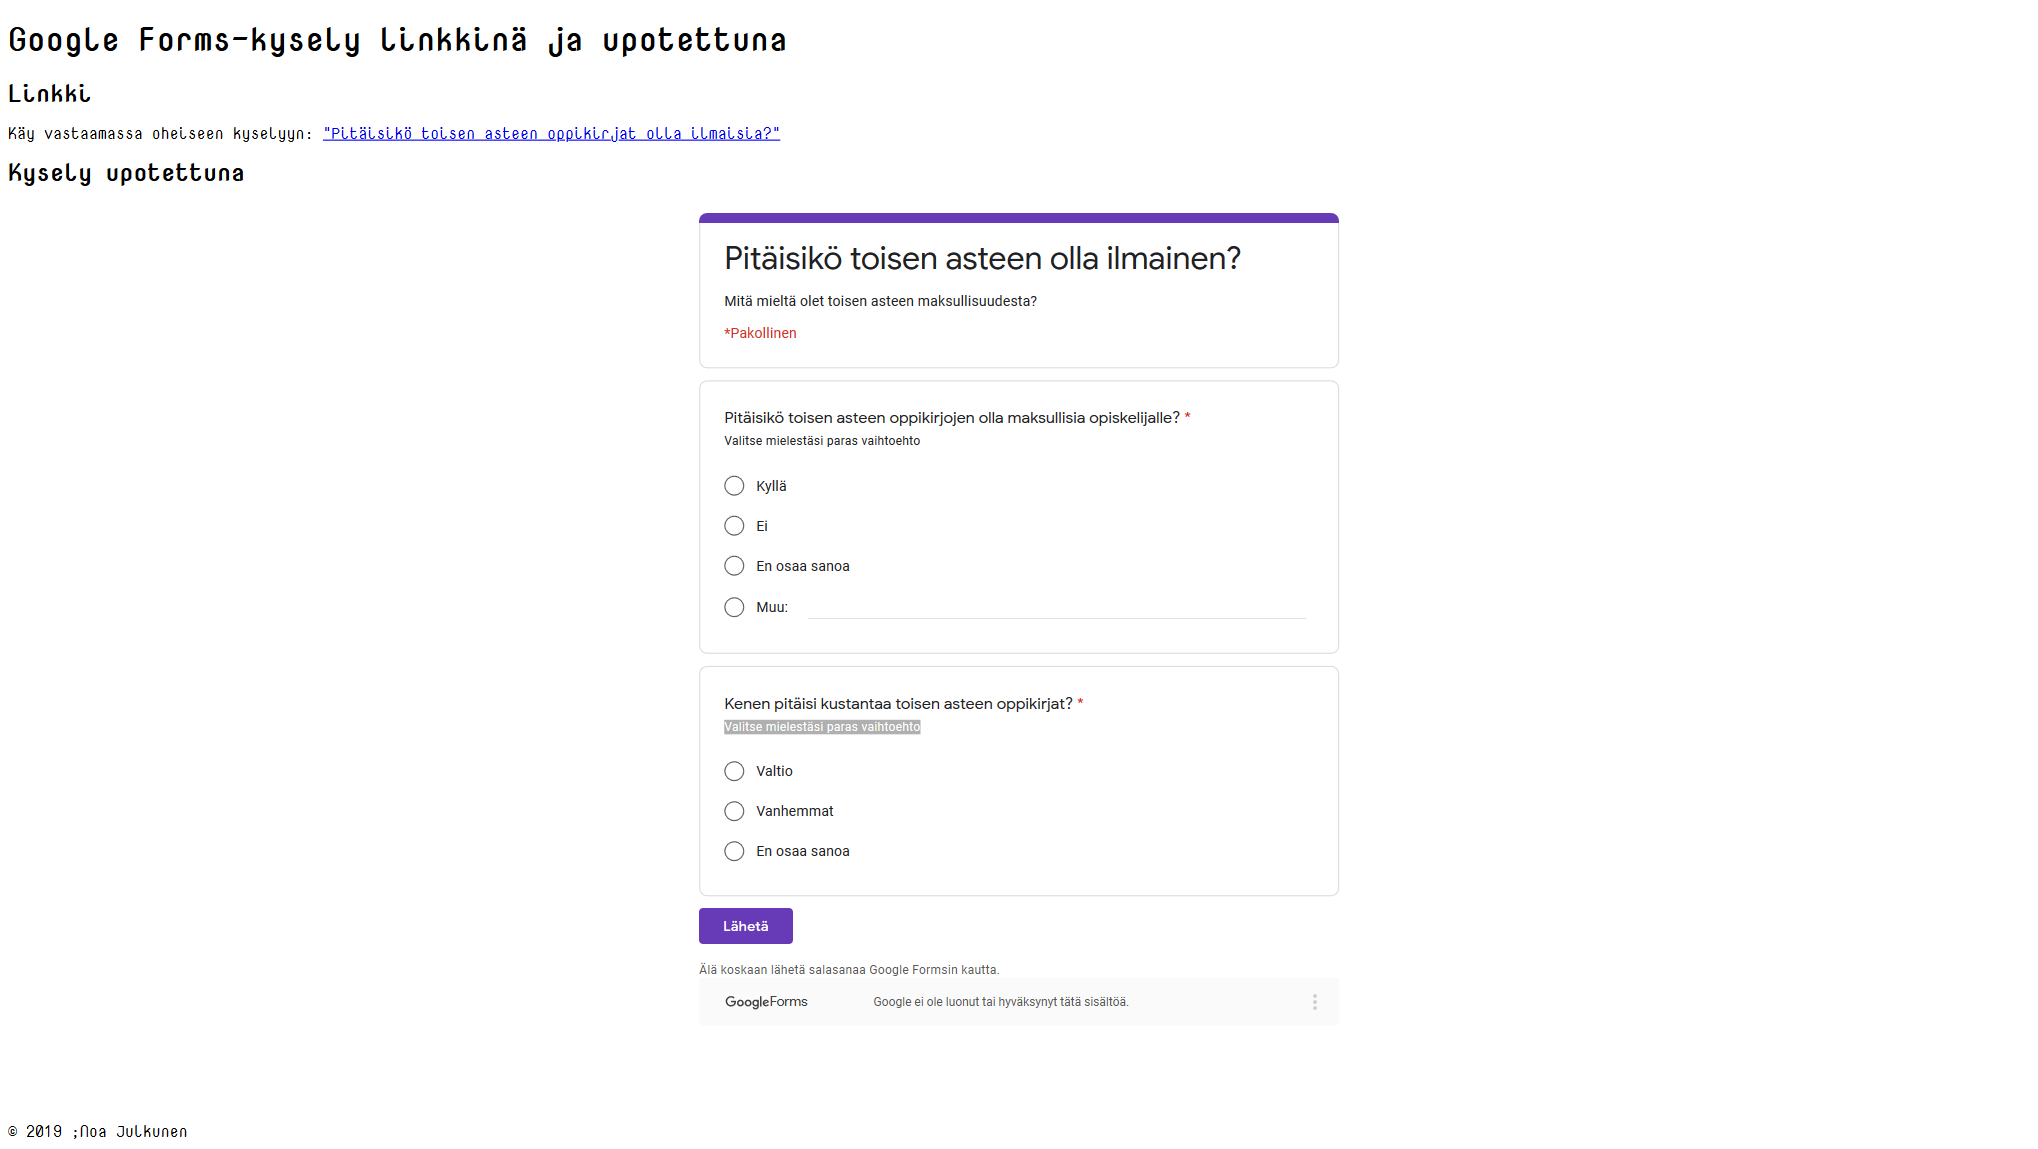 Google Forms-kysely linkkinä ja upotettuna
Linkki
Käy vastaamassa oheiseen kyselyyn: "Pitäisikö toisen asteen oppikirjat olla ilmaisia?"
Kysely upotettuna
Pitäisikö toisen asteen olla ilmainen?
Mitä mieltä olet toisen asteen maksullisuudesta?
*Pakollinen
Pitäisikö toisen asteen oppikirjojen olla maksullisia opiskelijalle? *
Valitse mielestäsi paras vaihtoehto
Kyllä
Ei
En osaa sanoa
Muu:
Kenen pitäisi kustantaa toisen asteen oppikirjat? *
Valitse mielestäsi paras vaihtoehto
Valtio
Vanhemmat
En osaa sanoa
Lähetä
Älä koskaan lähetä salasanaa Google Formsin kautta.
Google Forms Google ei ole luonut tai hyväksynyt tätä sisältöä.
© 2019 ;Noa Julkunen